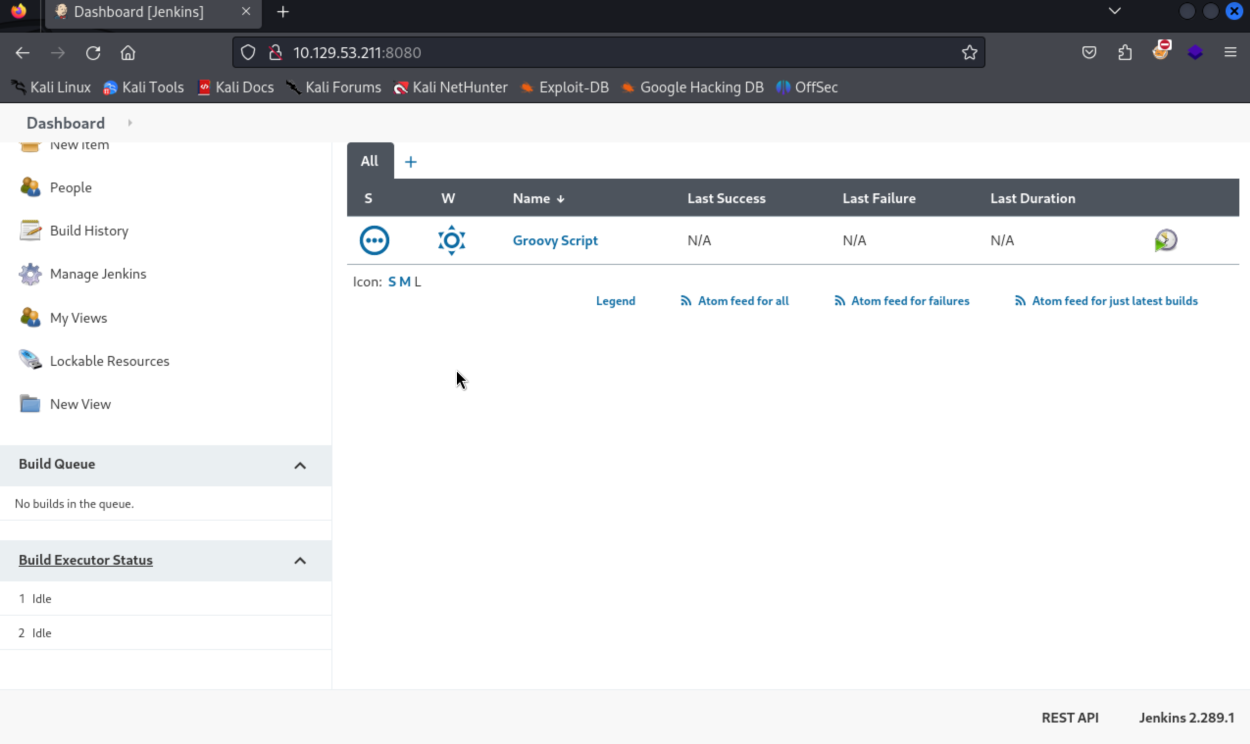 Dashboard [Jenkins]
10.129.53.211:8080
Kali Linux Kali Tools Kali Docs Kali Forums Kali NetHunter Exploit-DB Google Hacking DB OffSec
Dashboard
New Item
People
Build History
Manage Jenkins
My Views
Lockable Resources
New View
Build Queue
No builds in the queue.
Build Executor Status
1 Idle
2 Idle
All +
S W Name ↓ Last Success Last Failure Last Duration
Groovy Script N/A N/A N/A
Icon: S M L
Legend Atom feed for all Atom feed for failures Atom feed for just latest builds
REST API Jenkins 2.289.1